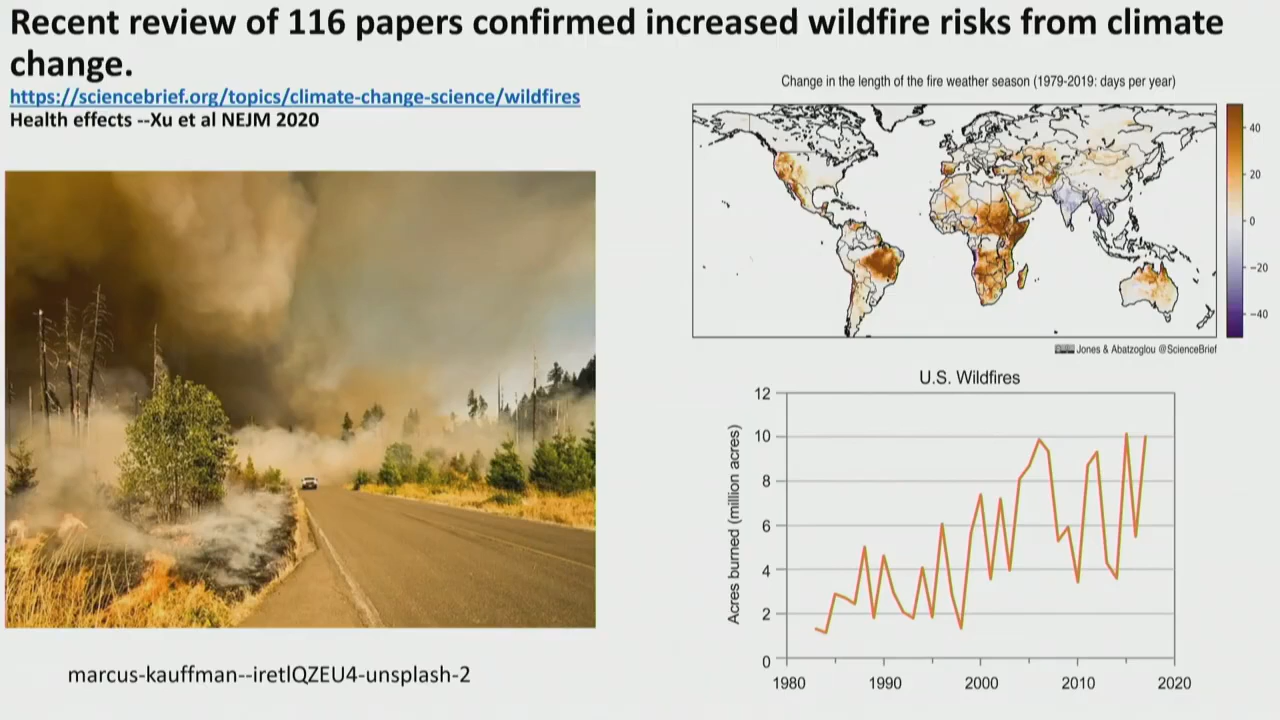 Recent review of 116 papers confirmed increased wildfire risks from climate
change.
https://sciencebrief.org/topics/climate-change-science/wildfires
Health effects --Xu et al NEJM 2020
Change in the length of the fire weather season (1979-2019: days per year)
40
20
0
−20
−40
Jones & Abatzoglou @ScienceBrief
U.S. Wildfires
Acres burned (million acres)
12
10
8
6
4
2
0
1980 1990 2000 2010 2020
marcus-kauffman--iretlQZEU4-unsplash-2